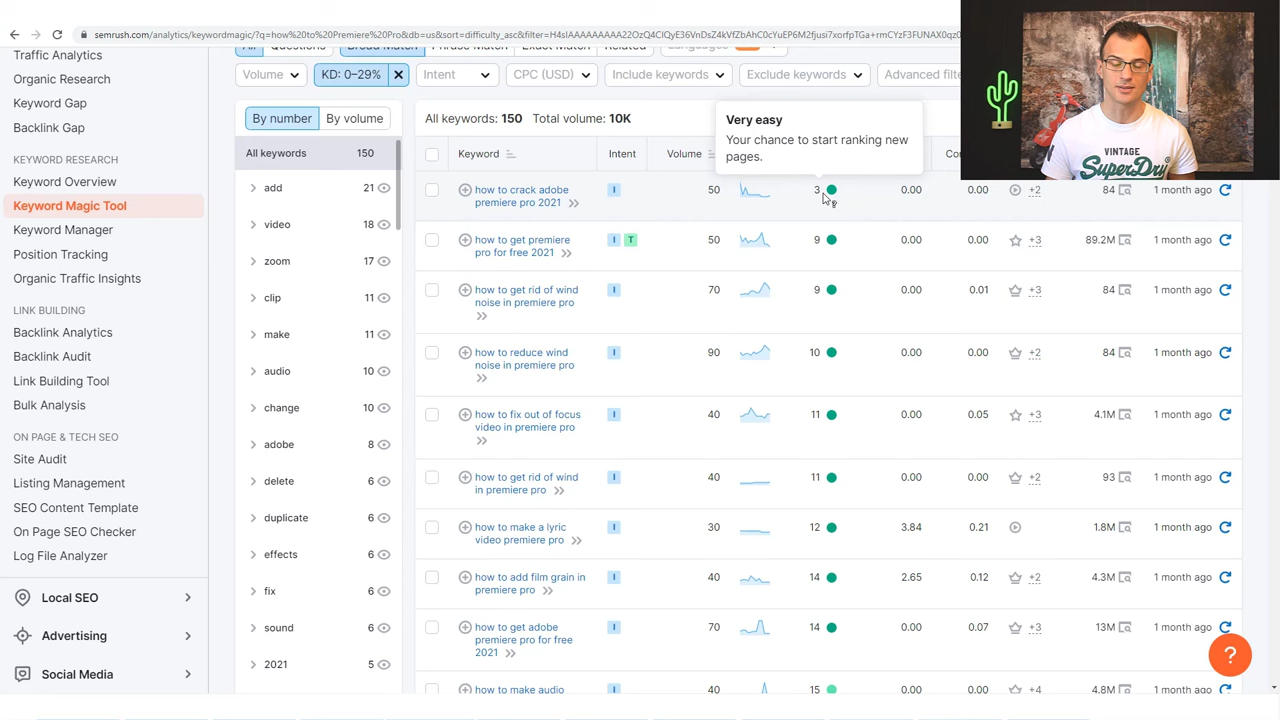 semrush.com/analytics/keywordmagic/?q=how%20to%20Premiere%20Pro&db=us&sort=difficulty_asc&filter=
Traffic Analytics
Organic Research
Keyword Gap
Backlink Gap
KEYWORD RESEARCH
Keyword Overview
Keyword Magic Tool
Keyword Manager
Position Tracking
Organic Traffic Insights
LINK BUILDING
Backlink Analytics
Backlink Audit
Link Building Tool
Bulk Analysis
ON PAGE & TECH SEO
Site Audit
Listing Management
SEO Content Template
On Page SEO Checker
Log File Analyzer
Local SEO
Advertising
Social Media
All Questions Broad Match Phrase Match Exact Match Related Languages
Volume KD: 0–29% Intent CPC (USD) Include keywords Exclude keywords Advanced
By number By volume
All keywords 150
add 21
video 18
zoom 17
clip 11
make 11
audio 10
change 10
adobe 8
delete 6
duplicate 6
effects 6
fix 6
sound 6
2021 5
All keywords: 150 Total volume: 10K
Very easy
Your chance to start ranking new
pages.
Keyword Intent Volume
how to crack adobe
premiere pro 2021
I 50 3 0.00 0.00 +2 84 1 month ago
how to get premiere
pro for free 2021
I T 50 9 0.00 0.00 +3 89.2M 1 month ago
how to get rid of wind
noise in premiere pro
I 70 9 0.00 0.01 +3 84 1 month ago
how to reduce wind
noise in premiere pro
I 90 10 0.00 0.00 +2 84 1 month ago
how to fix out of focus
video in premiere pro
I 40 11 0.00 0.05 +3 4.1M 1 month ago
how to get rid of wind
in premiere pro
I 40 11 0.00 0.00 +2 93 1 month ago
how to make a lyric
video premiere pro
I 30 12 3.84 0.21 1.8M 1 month ago
how to add film grain in
premiere pro
I 40 14 2.65 0.12 +2 4.3M 1 month ago
how to get adobe
premiere pro for free
2021
I 70 14 0.00 0.07 +3 13M 1 month ago
how to make audio
I 40 15 0.00 0.00 +4 4.8M 1 month ago
VINTAGE
SUPERDRY
?